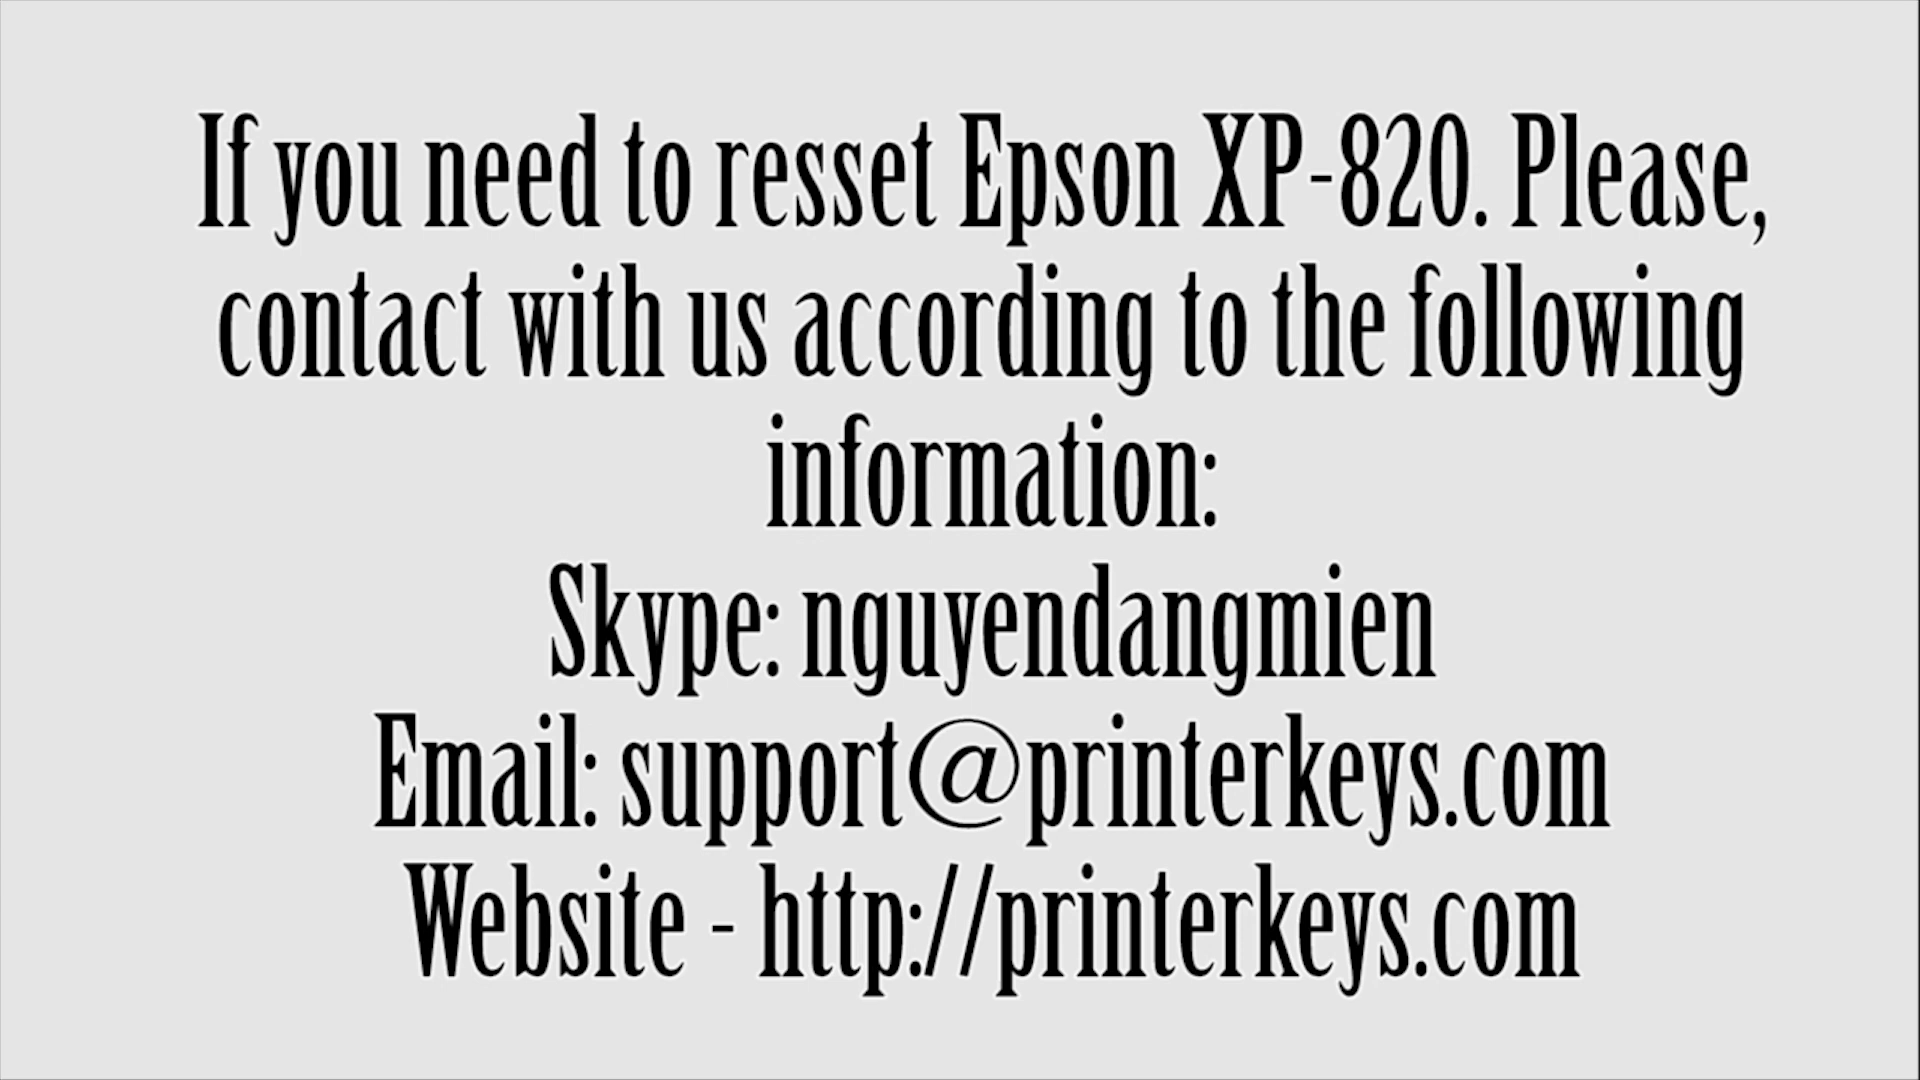 If you need to resset Epson XP-820. Please,
contact with us according to the following
information:
Skype: nguyendangmien
Email: support@printerkeys.com
Website - http://printerkeys.com